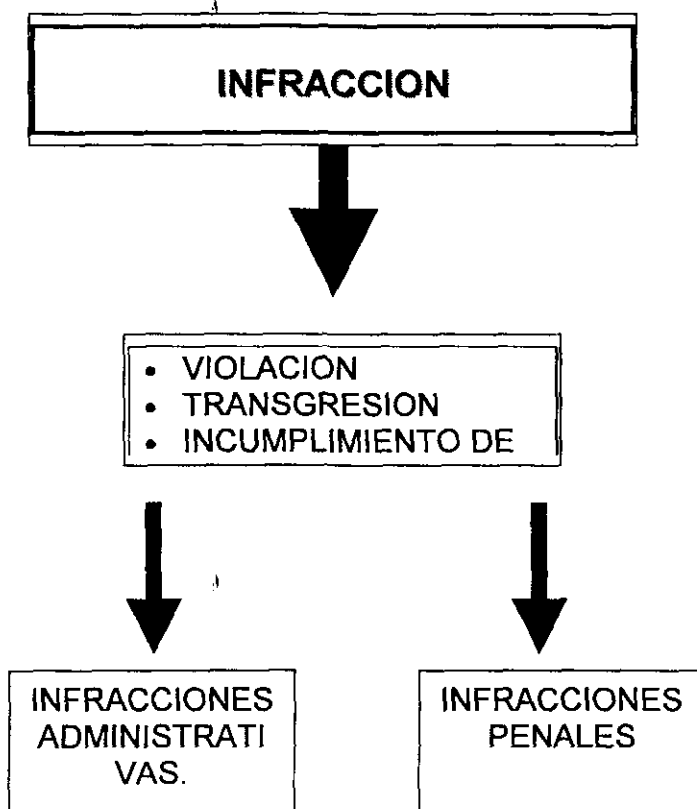 INFRACCION
• VIOLACION
• TRANSGRESION
• INCUMPLIMIENTO DE
INFRACCIONES
ADMINISTRATI
VAS.
INFRACCIONES
PENALES